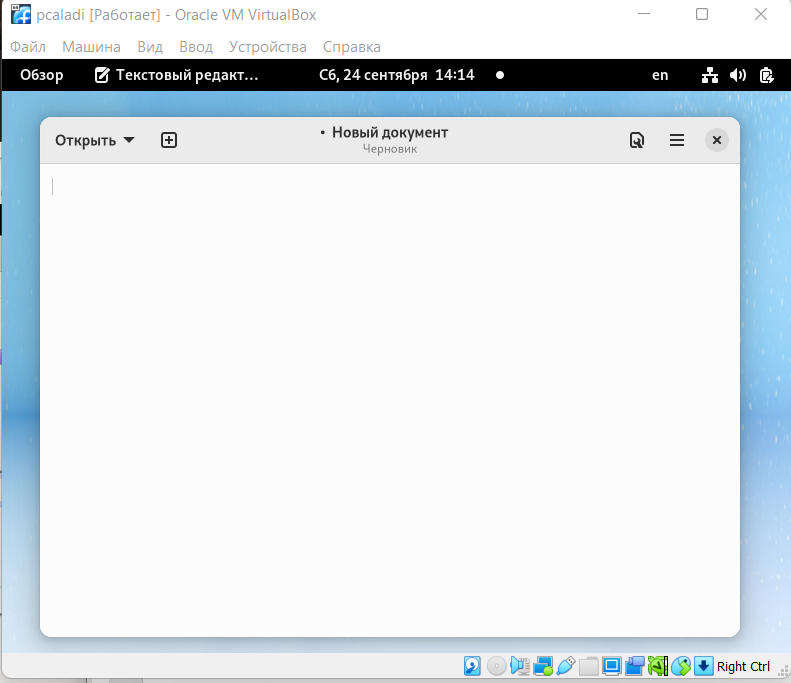 pcaladi [Работает] - Oracle VM VirtualBox
Файл Машина Вид Ввод Устройства Справка
Обзор Текстовый редакт... Сб, 24 сентября 14:14 en
Открыть • Новый документ
Черновик
Right Ctrl